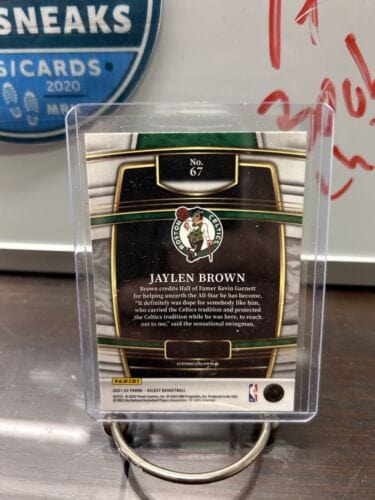 SNEAKS
SICARDS
2020
MB
No.
67
BOSTON
CELTICS
JAYLEN BROWN
Brown credits Hall of Famer Kevin Garnett
for helping unearth the All-Star he has become.
"It definitely was dope for somebody like him,
who carried the Celtics tradition and protected
the Celtics tradition while he was here, to reach
out to me," said the sensational swingman.
CONCOURSE
PANINI
2021-22 PANINI - SELECT BASKETBALL
NBA